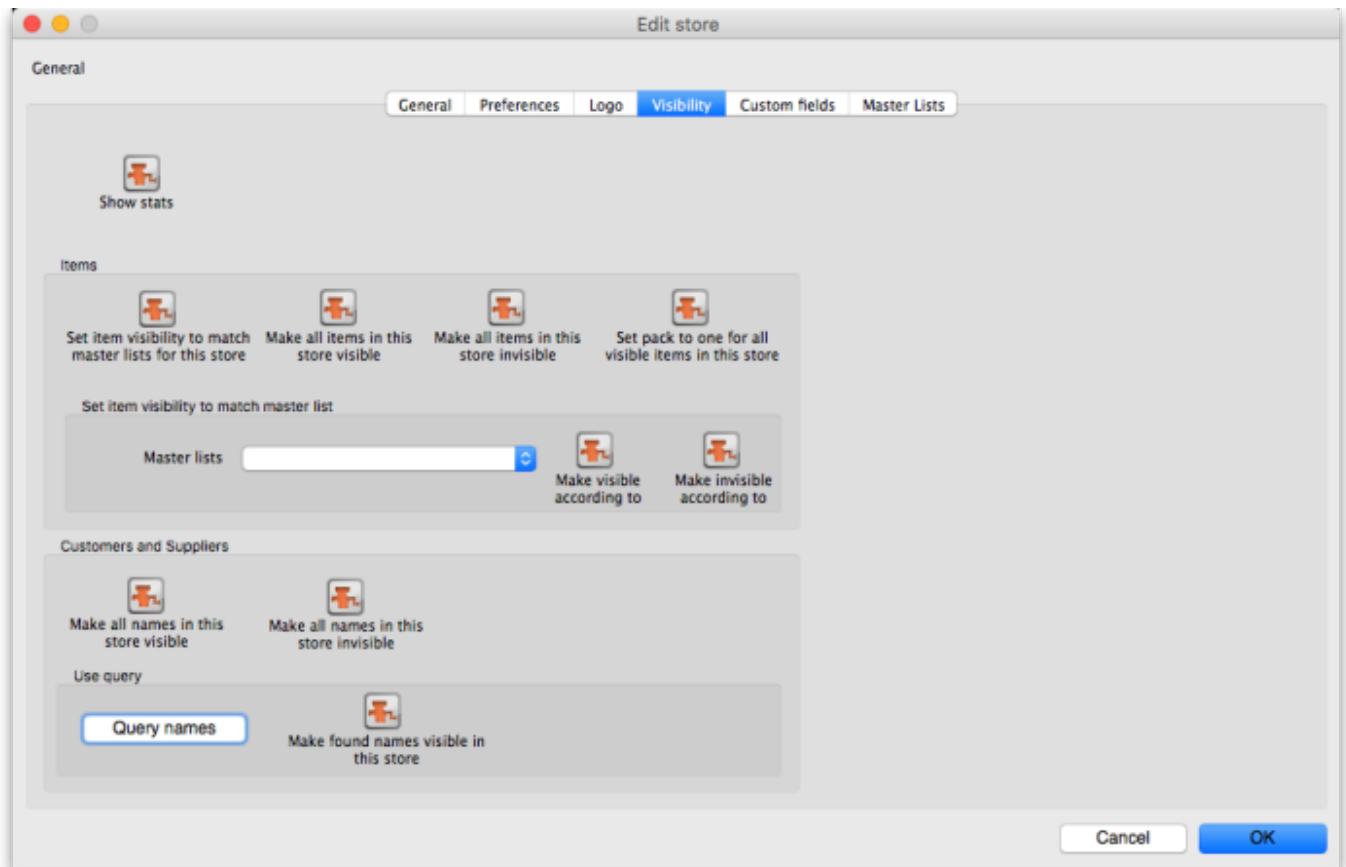 Edit store
General
General Preferences Logo Visibility Custom fields Master Lists
Show stats
Items
Set item visibility to match
master lists for this store
Make all items in this
store visible
Make all items in this
store invisible
Set pack to one for all
visible items in this store
Set item visibility to match master list
Master lists
Make visible
according to
Make invisible
according to
Customers and Suppliers
Make all names in this
store visible
Make all names in this
store invisible
Use query
Query names
Make found names visible in
this store
Cancel
OK